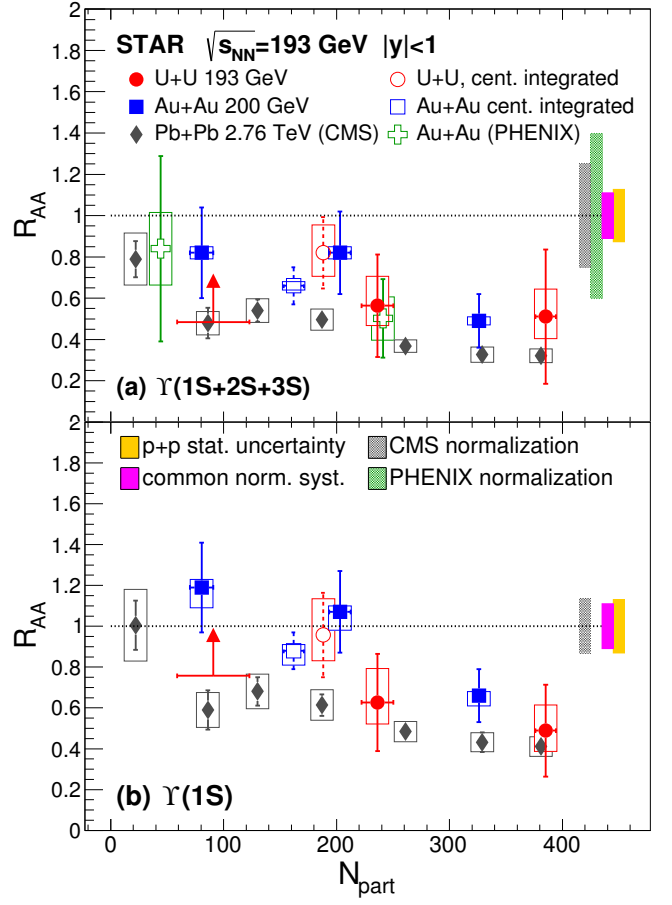 2
STAR √sNN=193 GeV |y|<1
1.8
U+U 193 GeV
U+U, cent. integrated
1.6
Au+Au 200 GeV
Au+Au cent. integrated
Pb+Pb 2.76 TeV (CMS)
Au+Au (PHENIX)
1.4
1.2
1
0.8
0.6
0.4
0.2
RAA
(a) ϒ(1S+2S+3S)
2
p+p stat. uncertainty
CMS normalization
1.8
common norm. syst.
PHENIX normalization
1.6
1.4
1.2
1
0.8
0.6
0.4
0.2
0
RAA
(b) ϒ(1S)
0 100 200 300 400
Npart